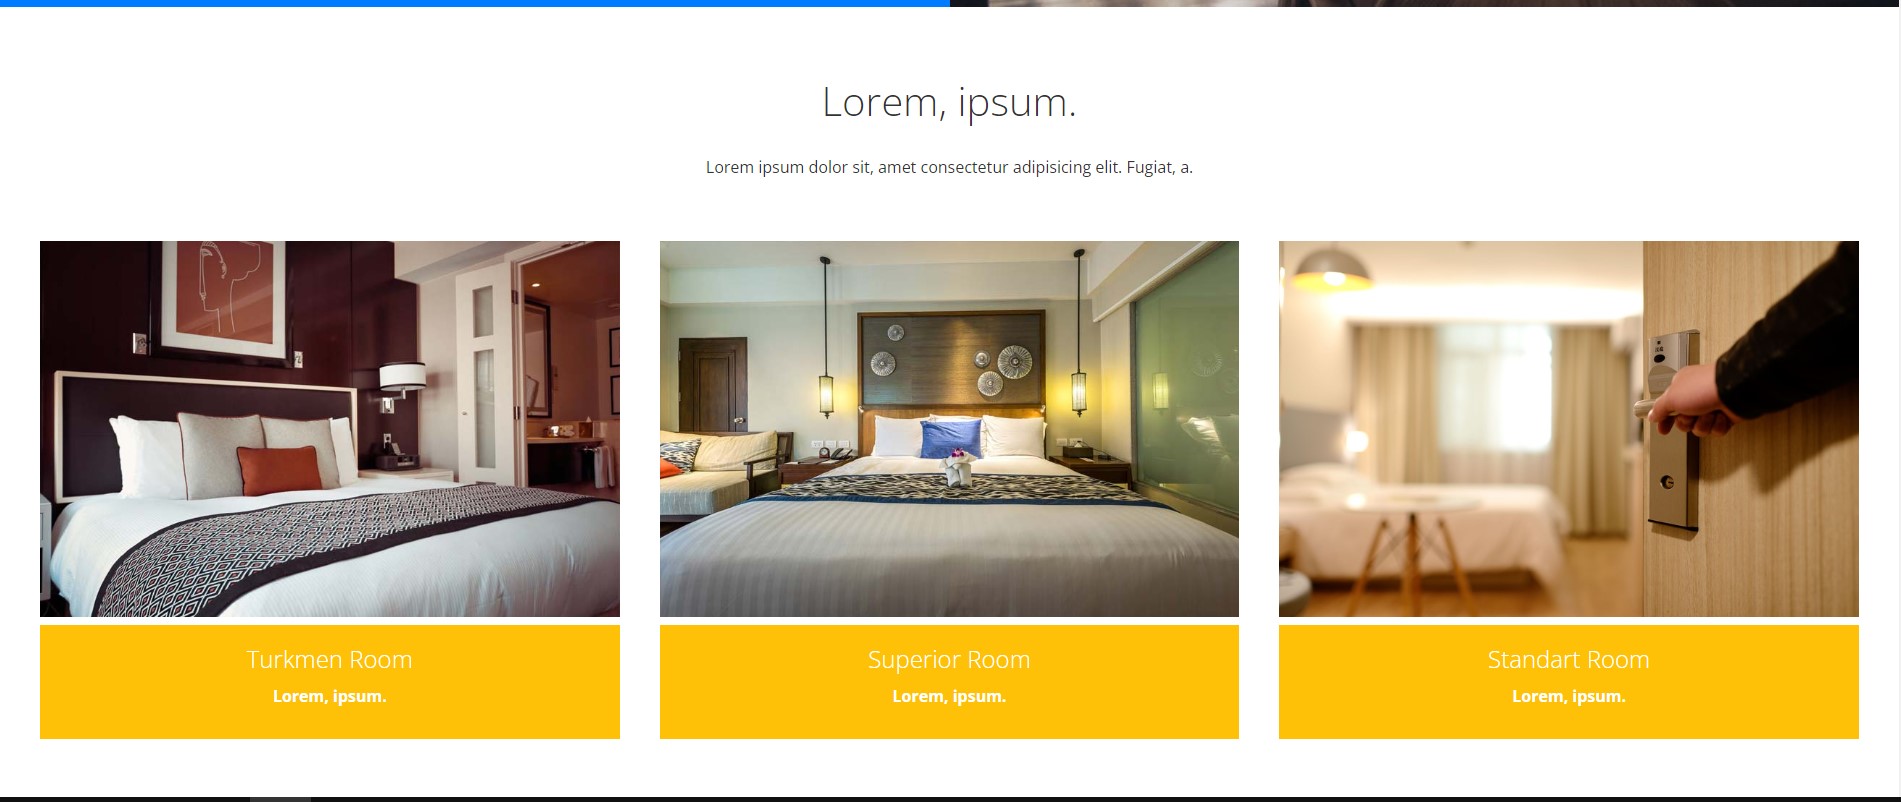 Lorem, ipsum.
Lorem ipsum dolor sit, amet consectetur adipisicing elit. Fugiat, a.
Turkmen Room
Lorem, ipsum.
Superior Room
Lorem, ipsum.
Standart Room
Lorem, ipsum.